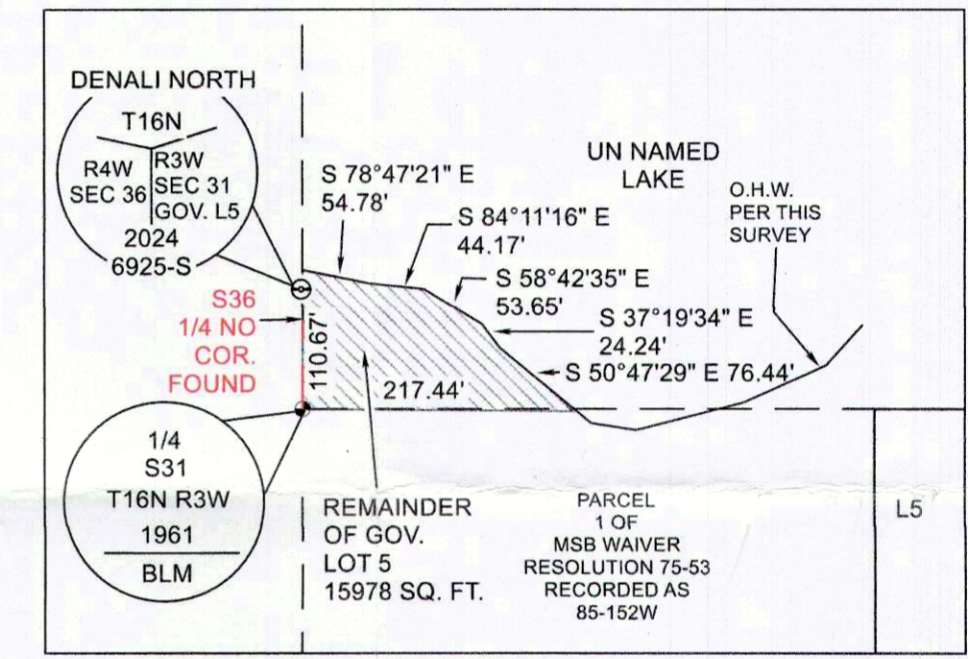 DENALI NORTH
T16N
R4W
SEC 36
R3W
SEC 31
GOV. L5
2024
6925-S
S 78°47'21" E
54.78'
S 84°11'16" E
44.17'
UN NAMED
LAKE
O.H.W.
PER THIS
SURVEY
S 58°42'35" E
53.65'
S 37°19'34" E
24.24'
S 50°47'29" E 76.44'
S36
1/4 NO
COR.
FOUND
110.67'
217.44'
1/4
S31
T16N R3W
1961
BLM
REMAINDER
OF GOV.
LOT 5
15978 SQ. FT.
PARCEL
1 OF
MSB WAIVER
RESOLUTION 75-53
RECORDED AS
85-152W
L5